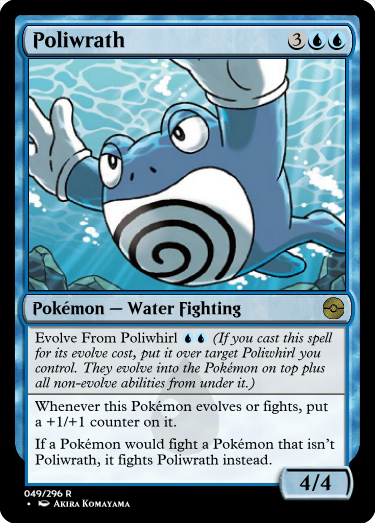 Poliwrath 3
Pokémon — Water Fighting
Evolve From Poliwhirl (If you cast this spell
for its evolve cost, put it over target Poliwhirl you
control. They evolve into the Pokémon on top plus
all non-evolve abilities from under it.)
Whenever this Pokémon evolves or fights, put
a +1/+1 counter on it.
If a Pokémon would fight a Pokémon that isn't
Poliwrath, it fights Poliwrath instead.
4/4
049/296 R
• Akira Komayama